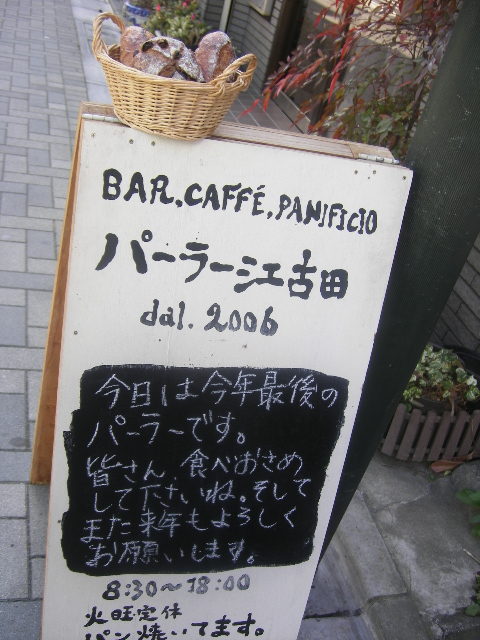 BAR, CAFFÉ, PANIFICIO
パーラー江古田
dal. 2006
今日は今年最後の
パーラーです。
皆さん、食べおさめ
して下さいね。そして
また来年もよろしく
お願いします。
8:30〜18:00
火旺定休
パン焼いてます。